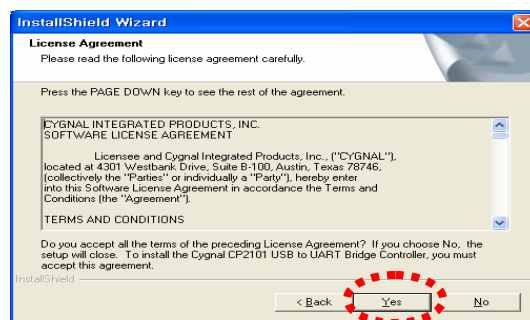 InstallShield Wizard
License Agreement
Please read the following license agreement carefully.
Press the PAGE DOWN key to see the rest of the agreement.
CYGNAL INTEGRATED PRODUCTS, INC.
SOFTWARE LICENSE AGREEMENT
Licensee and Cygnal Integrated Products, Inc., ("CYGNAL"),
located at 4301 Westbank Drive, Suite B-100, Austin, Texas 78746,
(collectively the "Parties" or individually a "Party"), hereby enter
into this Software License Agreement in accordance the Terms and
Conditions (the "Agreement").
TERMS AND CONDITIONS
Do you accept all the terms of the preceding License Agreement? If you choose No, the
setup will close. To install the Cygnal CP2101 USB to UART Bridge Controller, you must
accept this agreement.
InstallShield
< Back Yes No